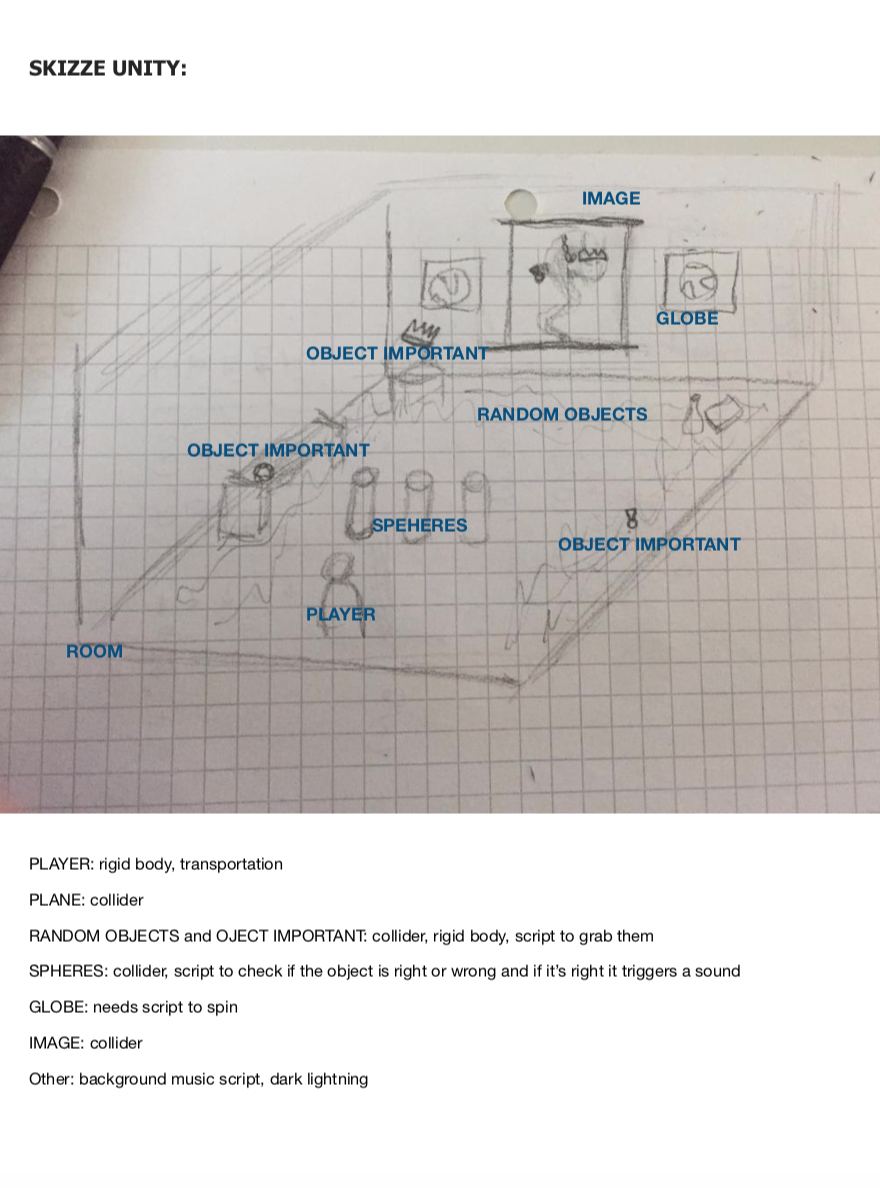 SKIZZE UNITY:
IMAGE
GLOBE
OBJECT IMPORTANT
RANDOM OBJECTS
OBJECT IMPORTANT
SPEHERES
OBJECT IMPORTANT
PLAYER
ROOM
PLAYER: rigid body, transportation
PLANE: collider
RANDOM OBJECTS and OJECT IMPORTANT: collider, rigid body, script to grab them
SPHERES: collider, script to check if the object is right or wrong and if it’s right it triggers a sound
GLOBE: needs script to spin
IMAGE: collider
Other: background music script, dark lightning